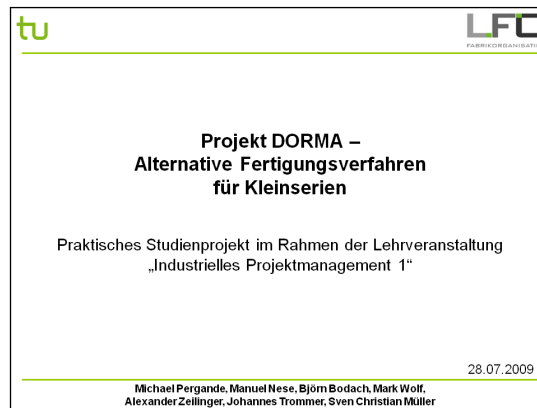 tu
LFO
FABRIKORGANISATIO
Projekt DORMA –
Alternative Fertigungsverfahren
für Kleinserien
Praktisches Studienprojekt im Rahmen der Lehrveranstaltung
„Industrielles Projektmanagement 1“
28.07.2009
Michael Pergande, Manuel Nese, Björn Bodach, Mark Wolf,
Alexander Zeilinger, Johannes Trommer, Sven Christian Müller